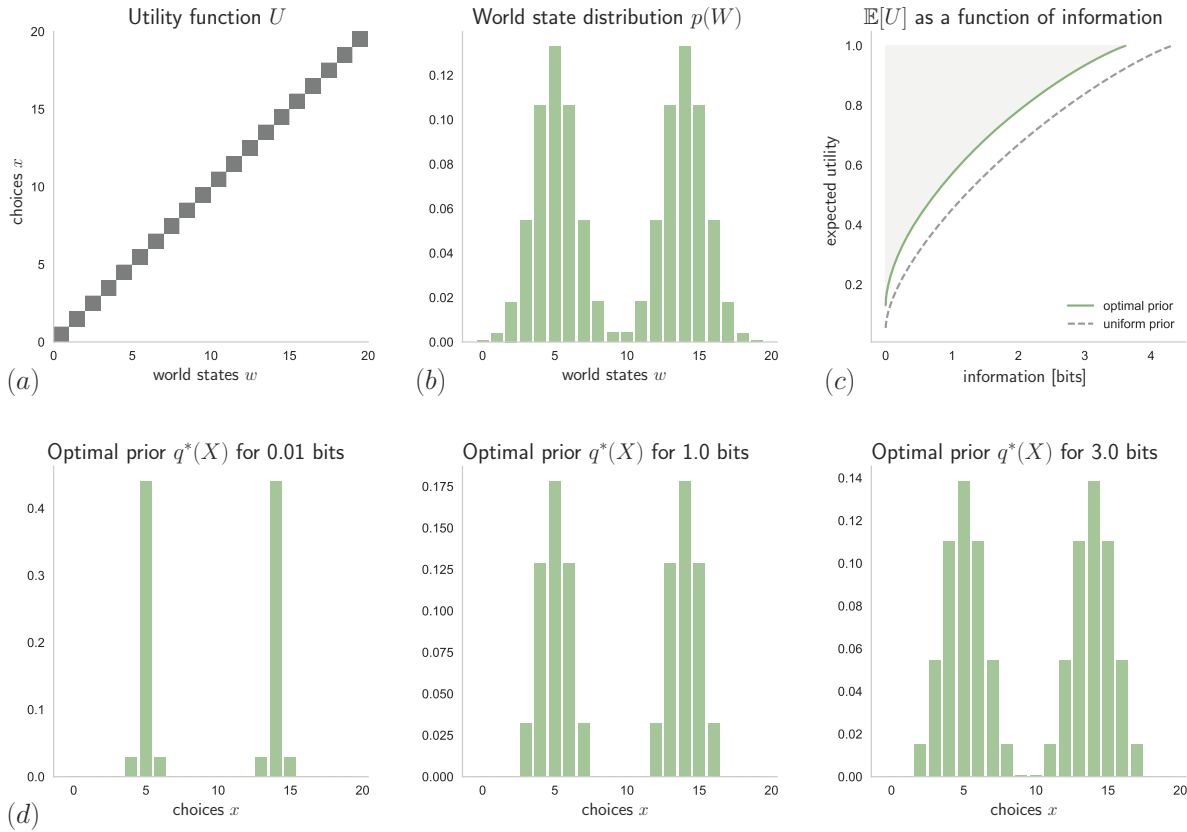 Utility function U
20
15
10
5
0
choices x
0 5 10 15 20
world states w
(a)
World state distribution p(W)
0.12
0.10
0.08
0.06
0.04
0.02
0.00
0 5 10 15 20
world states w
(b)
𝔼[U] as a function of information
1.0
0.8
0.6
0.4
0.2
expected utility
optimal prior
uniform prior
0 1 2 3 4
information [bits]
(c)
Optimal prior q*(X) for 0.01 bits
0.4
0.3
0.2
0.1
0.0
0 5 10 15 20
choices x
(d)
Optimal prior q*(X) for 1.0 bits
0.175
0.150
0.125
0.100
0.075
0.050
0.025
0.000
0 5 10 15 20
choices x
Optimal prior q*(X) for 3.0 bits
0.14
0.12
0.10
0.08
0.06
0.04
0.02
0.00
0 5 10 15 20
choices x